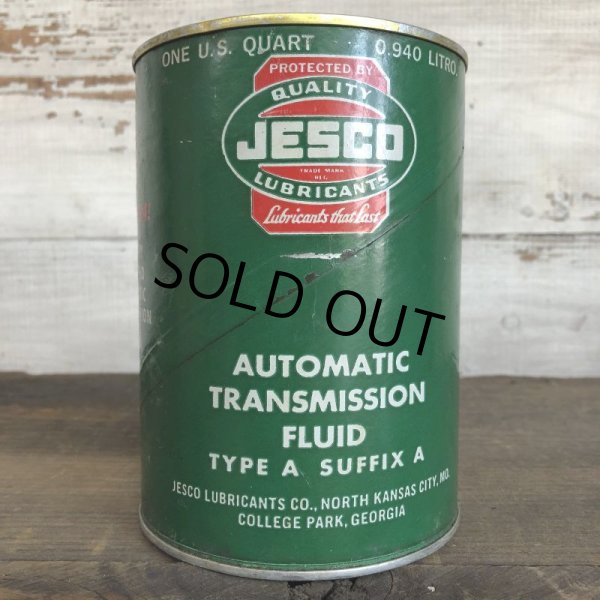 ONE U.S. QUART 0.940 LITRO.
PROTECTED BY
QUALITY
JESCO
TRADE MARK
REG.
LUBRICANTS
Lubricants that last
SOLD OUT
AUTOMATIC
TRANSMISSION
FLUID
TYPE A SUFFIX A
JESCO LUBRICANTS CO., NORTH KANSAS CITY, MO.
COLLEGE PARK, GEORGIA